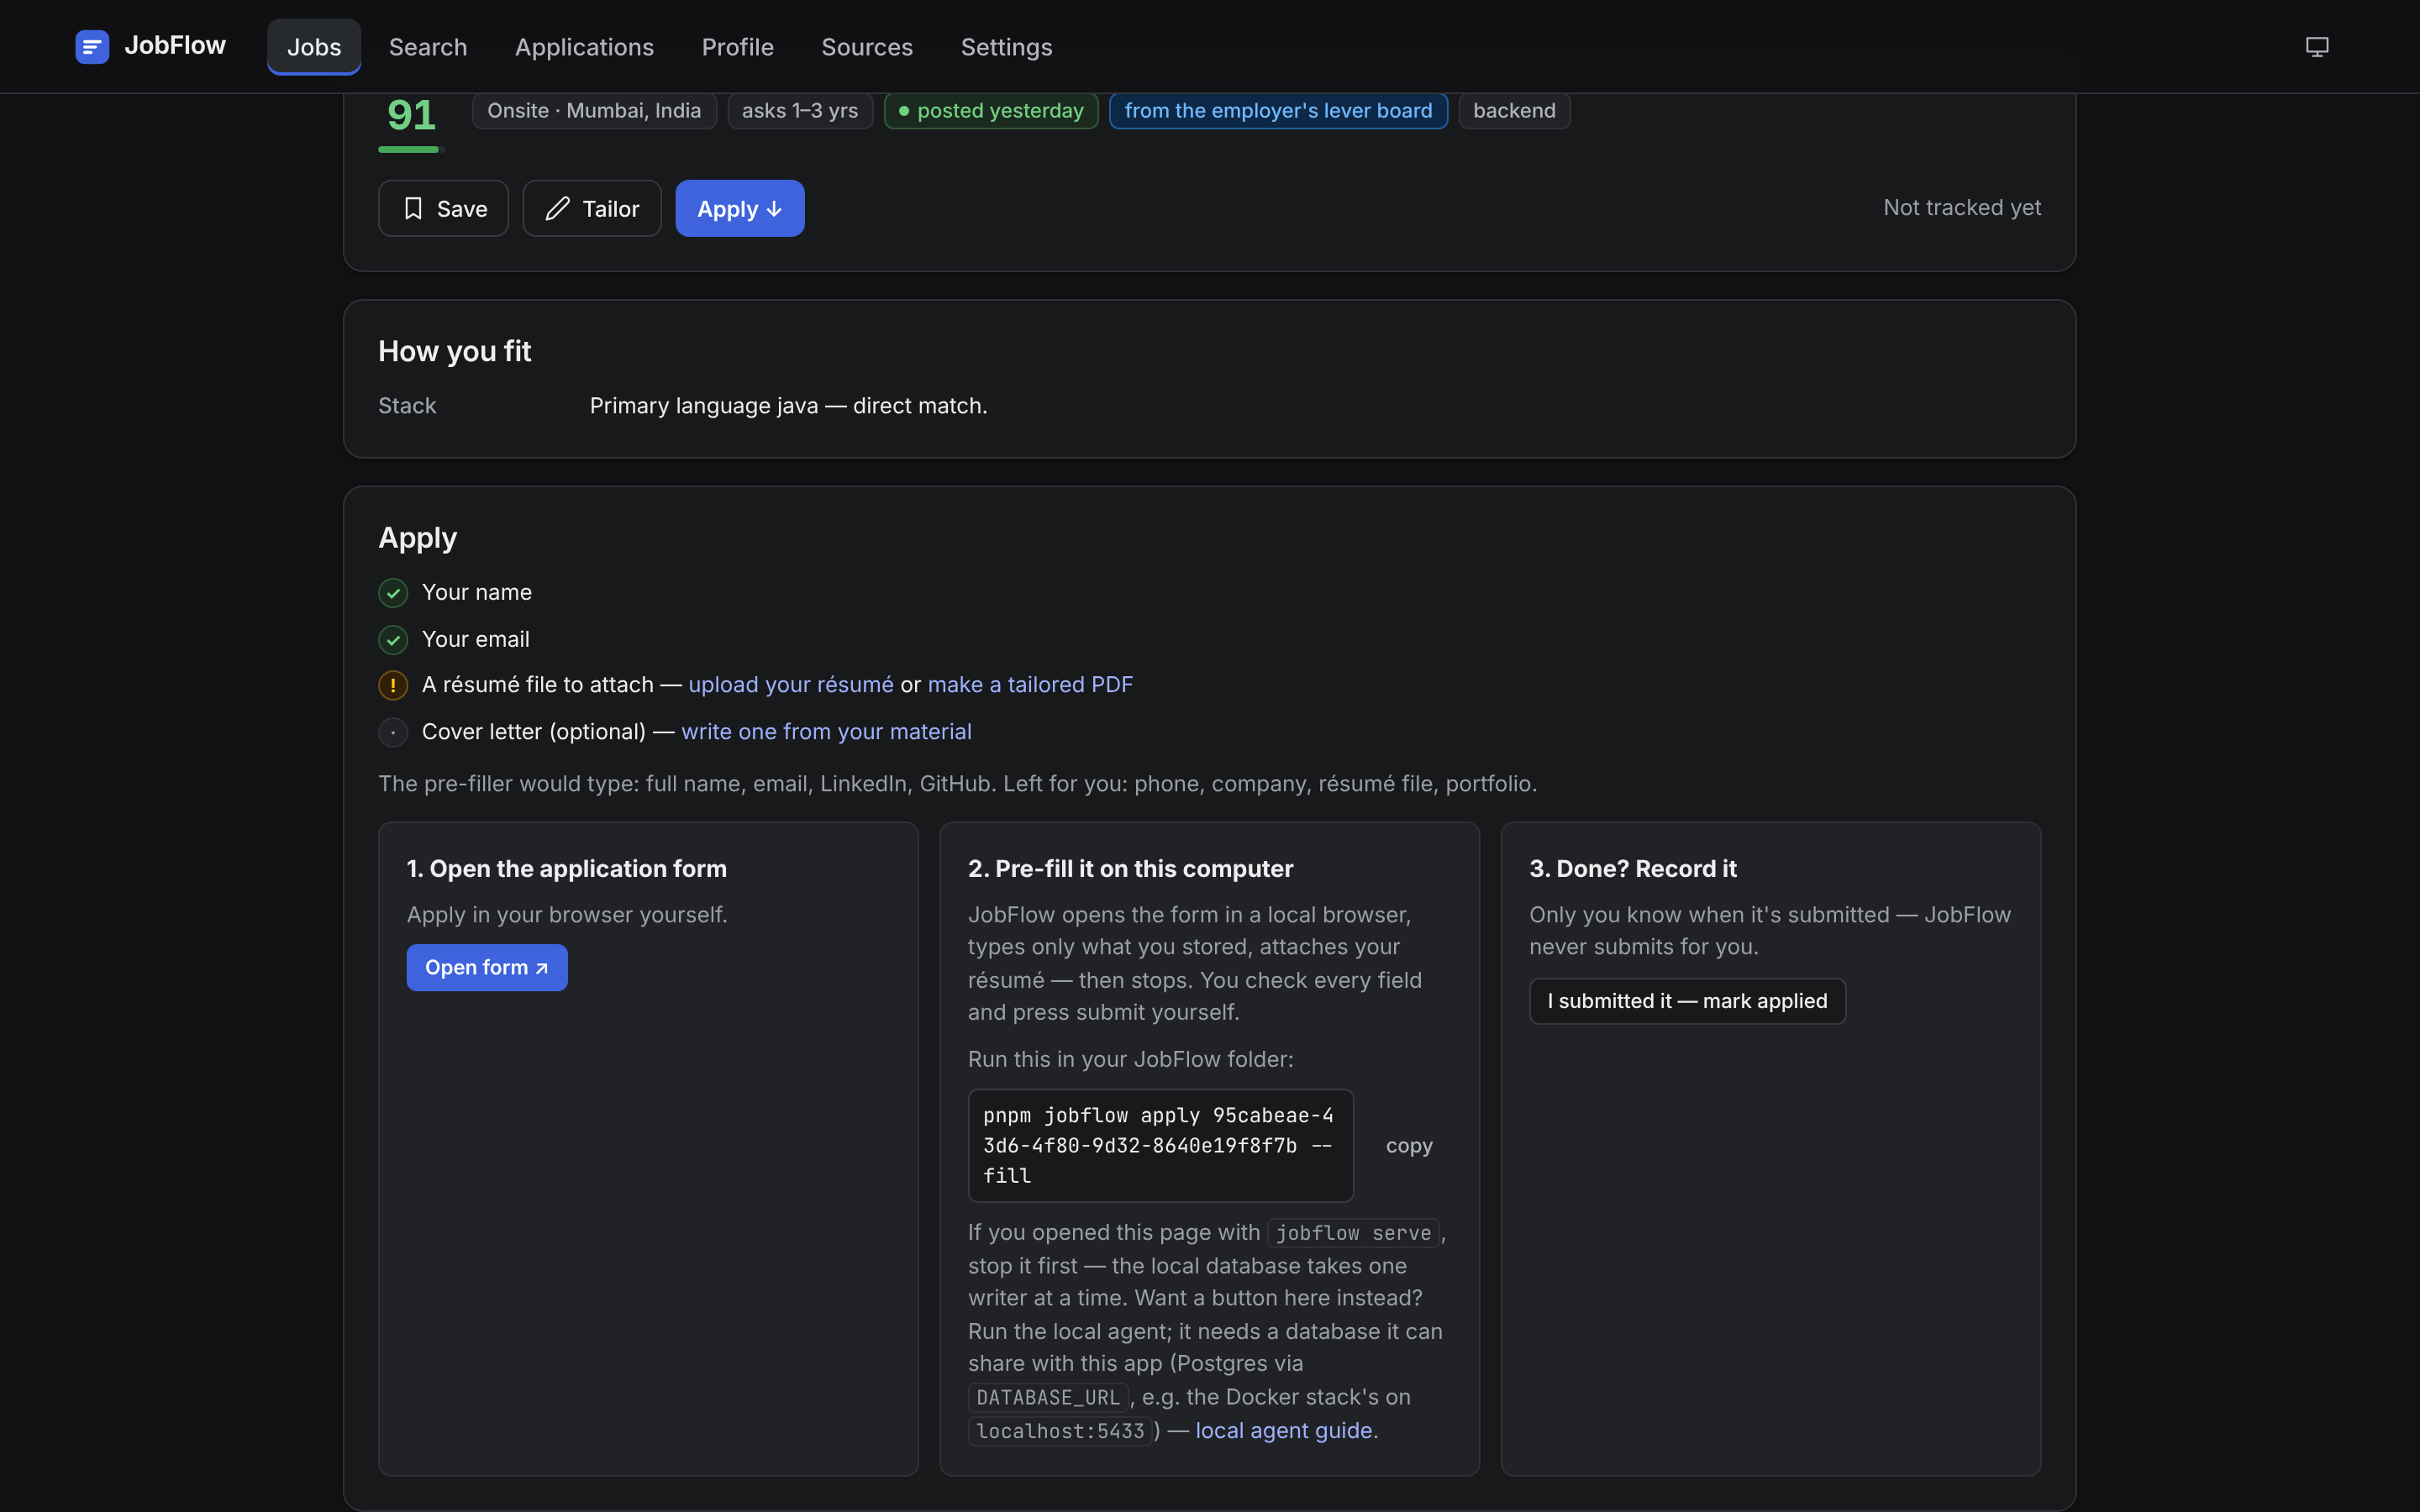 JobFlow
Jobs
Search
Applications
Profile
Sources
Settings
91
Onsite · Mumbai, India
asks 1–3 yrs
posted yesterday
from the employer's lever board
backend
Save
Tailor
Apply ↓
Not tracked yet
How you fit
Stack
Primary language java — direct match.
Apply
Your name
Your email
! A résumé file to attach — upload your résumé or make a tailored PDF
Cover letter (optional) — write one from your material
The pre-filler would type: full name, email, LinkedIn, GitHub. Left for you: phone, company, résumé file, portfolio.
1. Open the application form
Apply in your browser yourself.
Open form ↗
2. Pre-fill it on this computer
JobFlow opens the form in a local browser,
types only what you stored, attaches your
résumé — then stops. You check every field
and press submit yourself.
Run this in your JobFlow folder:
pnpm jobflow apply 95cabeae-4
3d6-4f80-9d32-8640e19f8f7b --
fill
copy
If you opened this page with jobflow serve,
stop it first — the local database takes one
writer at a time. Want a button here instead?
Run the local agent; it needs a database it can
share with this app (Postgres via
DATABASE_URL, e.g. the Docker stack's on
localhost:5433) — local agent guide.
3. Done? Record it
Only you know when it's submitted — JobFlow
never submits for you.
I submitted it — mark applied